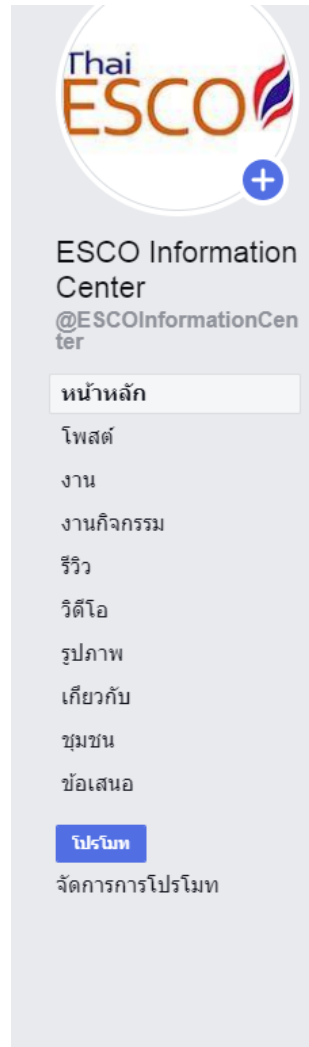 Thai
ESCO
ESCO Information
Center
@ESCOInformationCen
ter
หน้าหลัก
โพสต์
งาน
งานกิจกรรม
รีวิว
วิดีโอ
รูปภาพ
เกี่ยวกับ
ชุมชน
ข้อเสนอ
โปรโมท
จัดการการโปรโมท